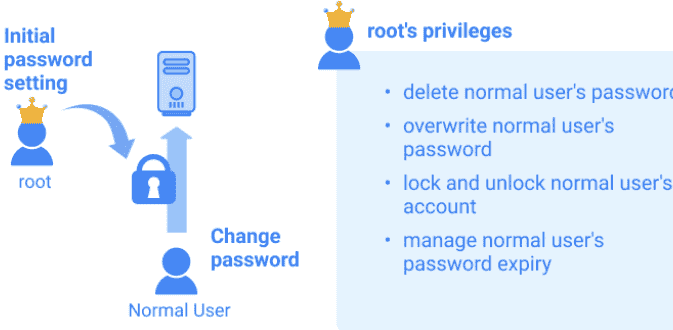 Initial
password
setting
root
Change
password
Normal User
root's privileges
• delete normal user's password
• overwrite normal user's
password
• lock and unlock normal user's
account
• manage normal user's
password expiry